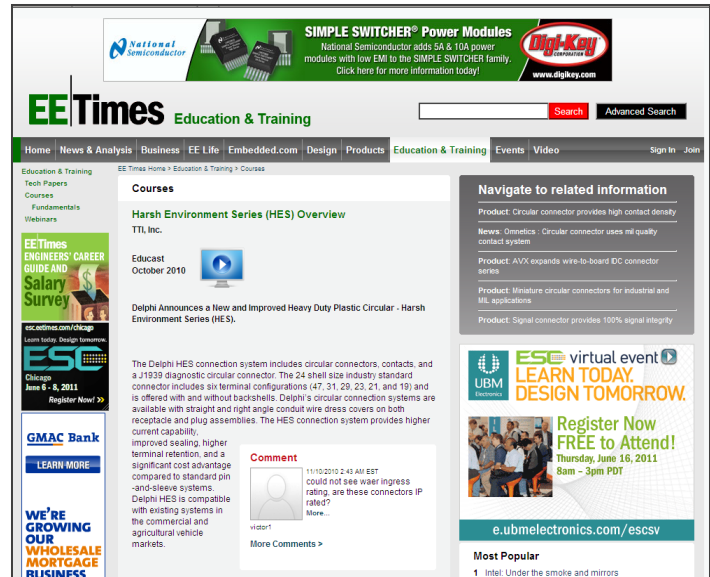 National
Semiconductor
SIMPLE SWITCHER® Power Modules
National Semiconductor adds 5A & 10A power
modules with low EMI to the SIMPLE SWITCHER family.
Click here for more information today!
Digi-Key
CORPORATION
www.digikey.com
EE Times Education & Training
Search
Advanced Search
Home News & Analysis Business EE Life Embedded.com Design Products Education & Training Events Video Sign In Join
Education & Training
Tech Papers
Courses
Fundamentals
Webinars
EE Times
ENGINEERS' CAREER
GUIDE AND
Salary
Survey
esc.eetimes.com/chicago
Learn today. Design tomorrow.
ESC
Chicago
June 6 - 8, 2011
Register Now! >>
GMAC Bank
LEARN MORE
WE'RE
GROWING
OUR
WHOLESALE
MORTGAGE
BUSINESS
EE Times Home > Education & Training > Courses
Courses
Harsh Environment Series (HES) Overview
TTI, Inc.
Educast
October 2010
Delphi Announces a New and Improved Heavy Duty Plastic Circular - Harsh
Environment Series (HES).
The Delphi HES connection system includes circular connectors, contacts, and
a J1939 diagnostic circular connector. The 24 shell size industry standard
connector includes six terminal configurations (47, 31, 29, 23, 21, and 19) and
is offered with and without backshells. Delphi's circular connection systems are
available with straight and right angle conduit wire dress covers on both
receptacle and plug assemblies. The HES connection system provides higher
current capability,
improved sealing, higher
terminal retention, and a
significant cost advantage
compared to standard pin
-and-sleeve systems.
Delphi HES is compatible
with existing systems in
the commercial and
agricultural vehicle
markets.
Comment
11/10/2010 2:43 AM EST
could not see waer ingress
rating, are these connectors IP
rated?
More...
victor1
More Comments >
Navigate to related information
Product: Circular connector provides high contact density
News: Omnetics : Circular connector uses mil quality
contact system
Product: AVX expands wire-to-board IDC connector
series
Product: Miniature circular connectors for industrial and
MIL applications
Product: Signal connector provides 100% signal integrity
UBM
Electronics
ESC virtual event
LEARN TODAY.
DESIGN TOMORROW.
Register Now
FREE to Attend!
Thursday, June 16, 2011
8am – 3pm PDT
e.ubmelectronics.com/escsv
Most Popular
1 Intel: Under the smoke and mirrors